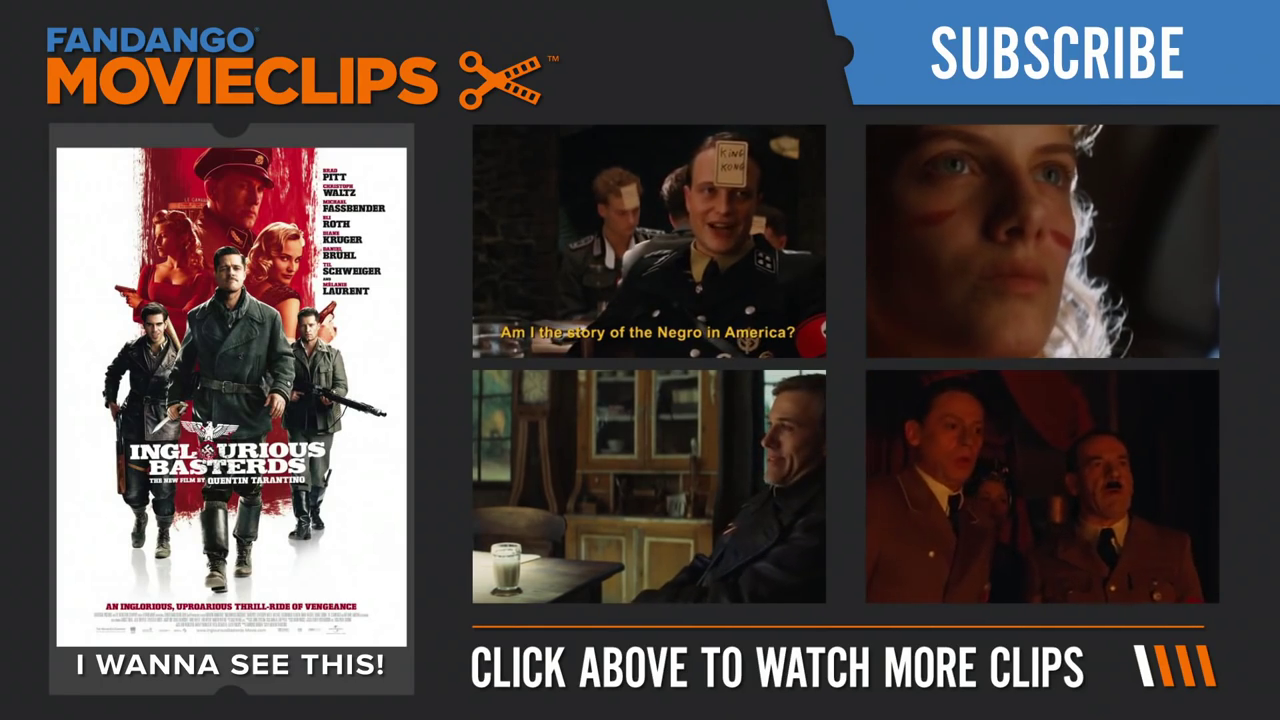 FANDANGO
MOVIECLIPS ™
SUBSCRIBE
BRAD
PITT
CHRISTOPH
WALTZ
MICHAEL
FASSBENDER
ELI
ROTH
DIANE
KRUGER
DANIEL
BRÜHL
TIL
SCHWEIGER
AND
MÉLANIE
LAURENT
INGLOURIOUS
BASTERDS
THE NEW FILM BY QUENTIN TARANTINO
AN INGLORIOUS, UPROARIOUS THRILL-RIDE OF VENGEANCE
I WANNA SEE THIS!
KING
KONG
Am I the story of the Negro in America?
CLICK ABOVE TO WATCH MORE CLIPS